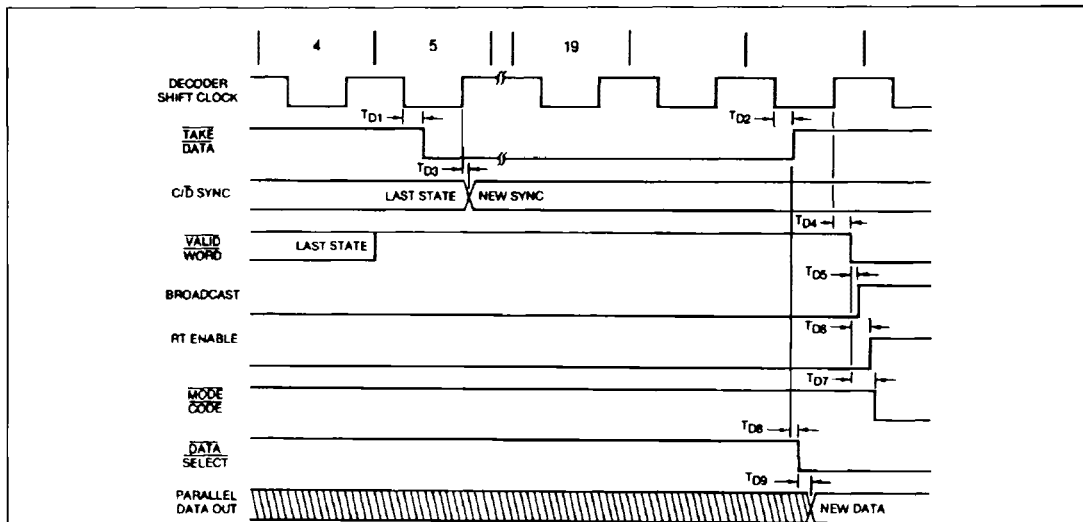 4 5 19
DECODER
SHIFT CLOCK
TD1
TD2
TAKE
DATA
TD3
C/D SYNC
LAST STATE
NEW SYNC
TD4
VALID
WORD
LAST STATE
TD5
BROADCAST
TD6
RT ENABLE
TD7
MODE
CODE
TD8
DATA
SELECT
TD9
PARALLEL
DATA OUT
NEW DATA